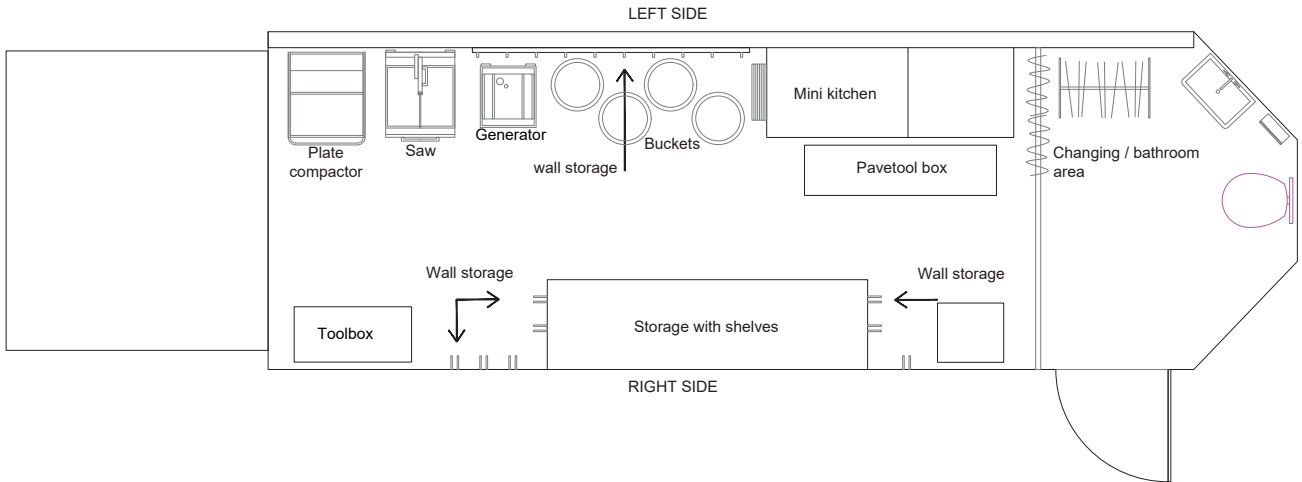 LEFT SIDE
Mini kitchen
Generator
Plate
compactor
Saw
Buckets
wall storage
Changing / bathroom
area
Pavetool box
Wall storage
Wall storage
Toolbox
Storage with shelves
RIGHT SIDE